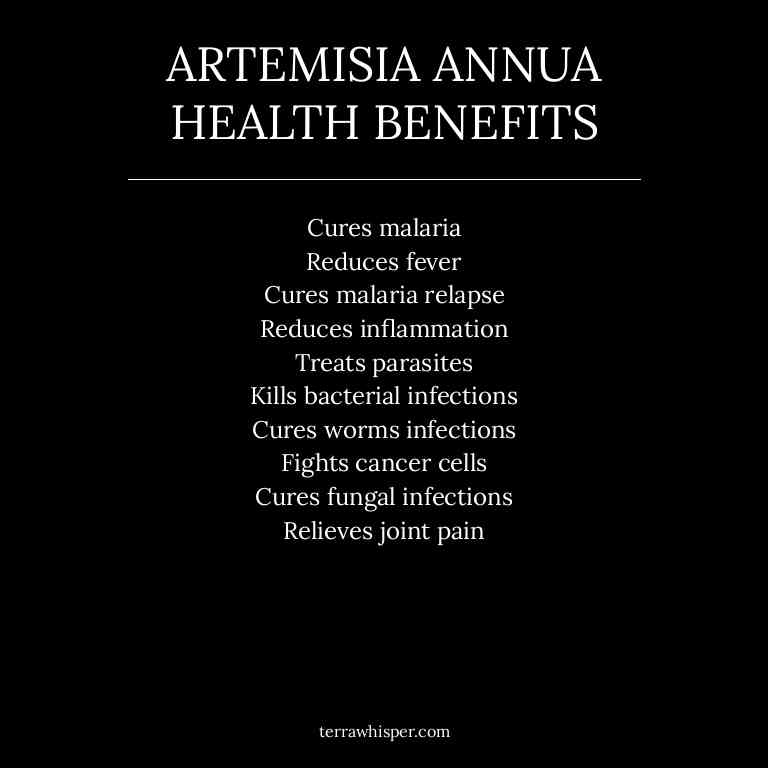 ARTEMISIA ANNUA
HEALTH BENEFITS
Cures malaria
Reduces fever
Cures malaria relapse
Reduces inflammation
Treats parasites
Kills bacterial infections
Cures worms infections
Fights cancer cells
Cures fungal infections
Relieves joint pain
terrawhisper.com